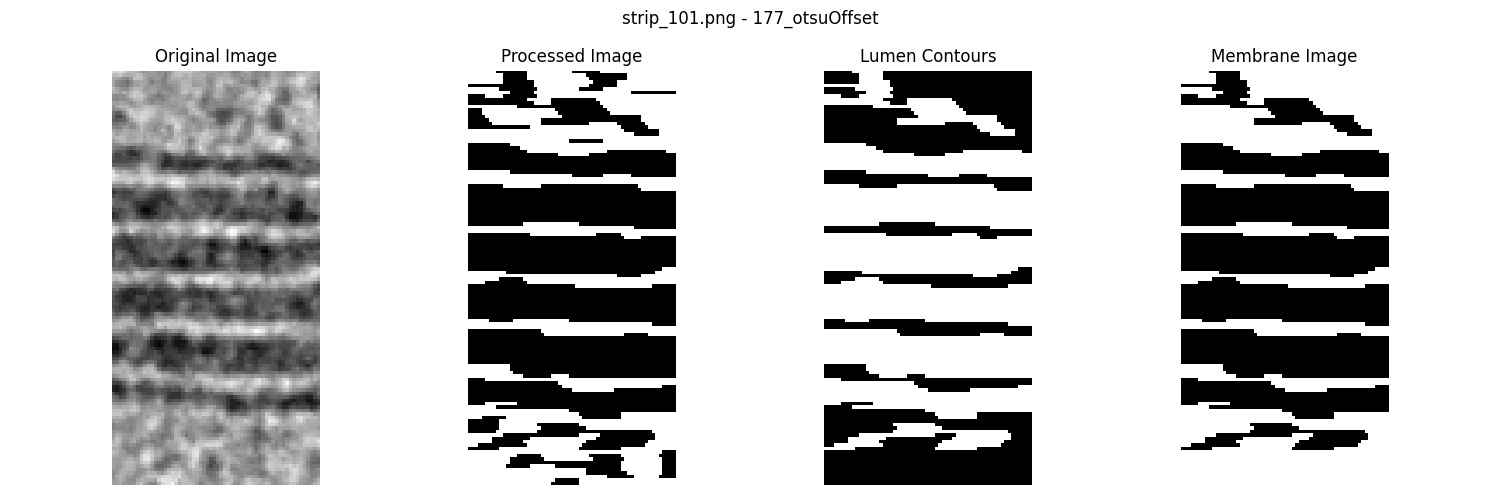 strip_101.png - 177_otsuOffset
Original Image
Processed Image
Lumen Contours
Membrane Image